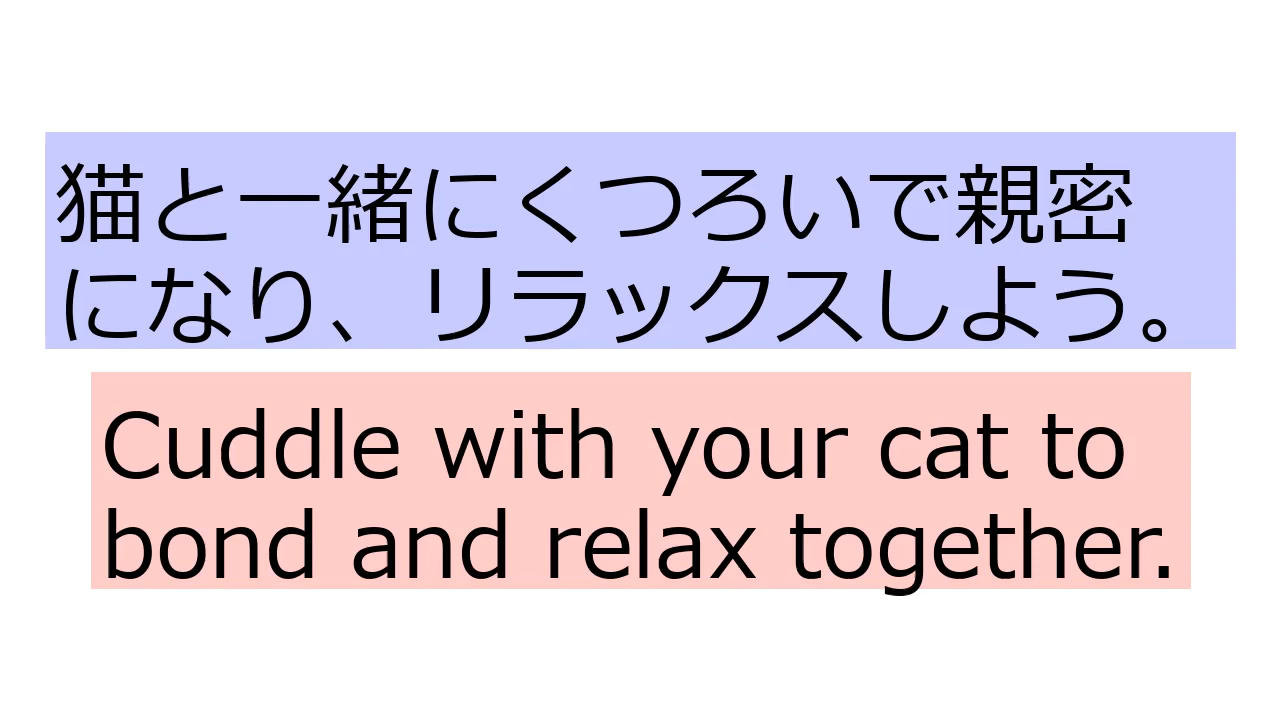 猫と一緒にくつろいで親密
になり、リラックスしよう。
Cuddle with your cat to
bond and relax together.